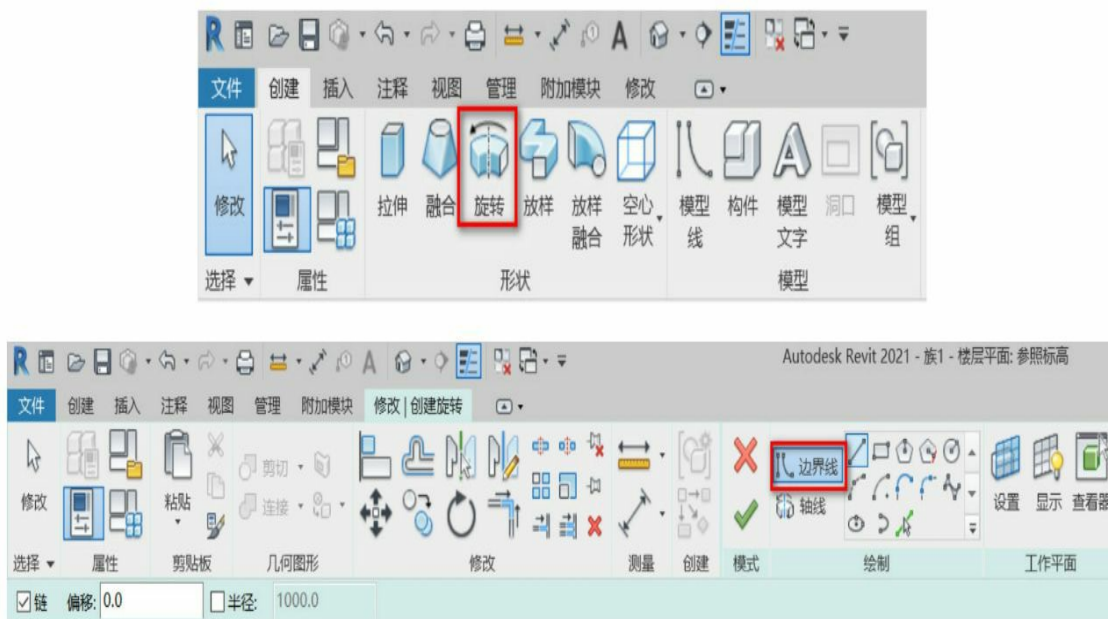 文件 创建 插入 注释 视图 管理 附加模块 修改
修改 拉伸 融合 旋转 放样 放样融合 空心形状 模型线 构件 模型文字 洞口 模型组
选择 属性 形状 模型
Autodesk Revit 2021 - 族1 - 楼层平面: 参照标高
文件 创建 插入 注释 视图 管理 附加模块 修改 | 创建旋转
修改 粘贴 剪切 连接 边界线 轴线 设置 显示 查看器
选择 属性 剪贴板 几何图形 修改 测量 创建 模式 绘制 工作平面
链 偏移: 0.0 半径: 1000.0